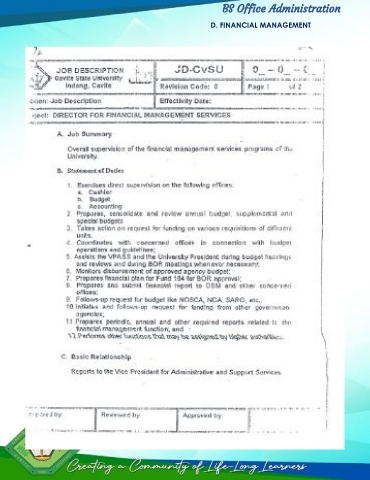 BS Office Administration
D. FINANCIAL MANAGEMENT
JOB DESCRIPTION
Cavite State University
Indang, Cavite
JD-CvSU
0 - 0 -
Revision Code: 0
Page 1 of 2
Job Description
Effectivity Date:
DIRECTOR FOR FINANCIAL MANAGEMENT SERVICES
A. Job Summary
Overall supervision of the financial management services programs of the
University.
B. Statement of Duties
1. Exercises direct supervision on the following offices:
a. Cashier
b. Budget
c. Accounting
2. Prepares, consolidate and review annual budget, supplemental and
special budgets
3. Takes action on request for funding on various requisitions of different
units.
4. Coordinates with concerned offices in connection with budget
operations and guidelines;
5. Assists the VPASS and the University President during budget hearings
and reviews and during BOR meetings whenever necessary;
6. Monitors disbursement of approved agency budget;
7. Prepares financial plan for Fund 164 for BOR approval;
8. Prepares and submit financial report to DBM and other concerned
offices;
9. Follows-up request for budget like NOSCA, NCA, SARO, etc.;
10. Initiates and follows-up request for funding from other government
agencies;
11. Prepares periodic, annual and other required reports related to the
financial management function, and
12. Performs other functions that may be assigned by higher authorities.
C. Basic Relationship
Reports to the Vice President for Administrative and Support Services
by:
Reviewed by:
Approved by:
Creating a Community of Life-Long Learners